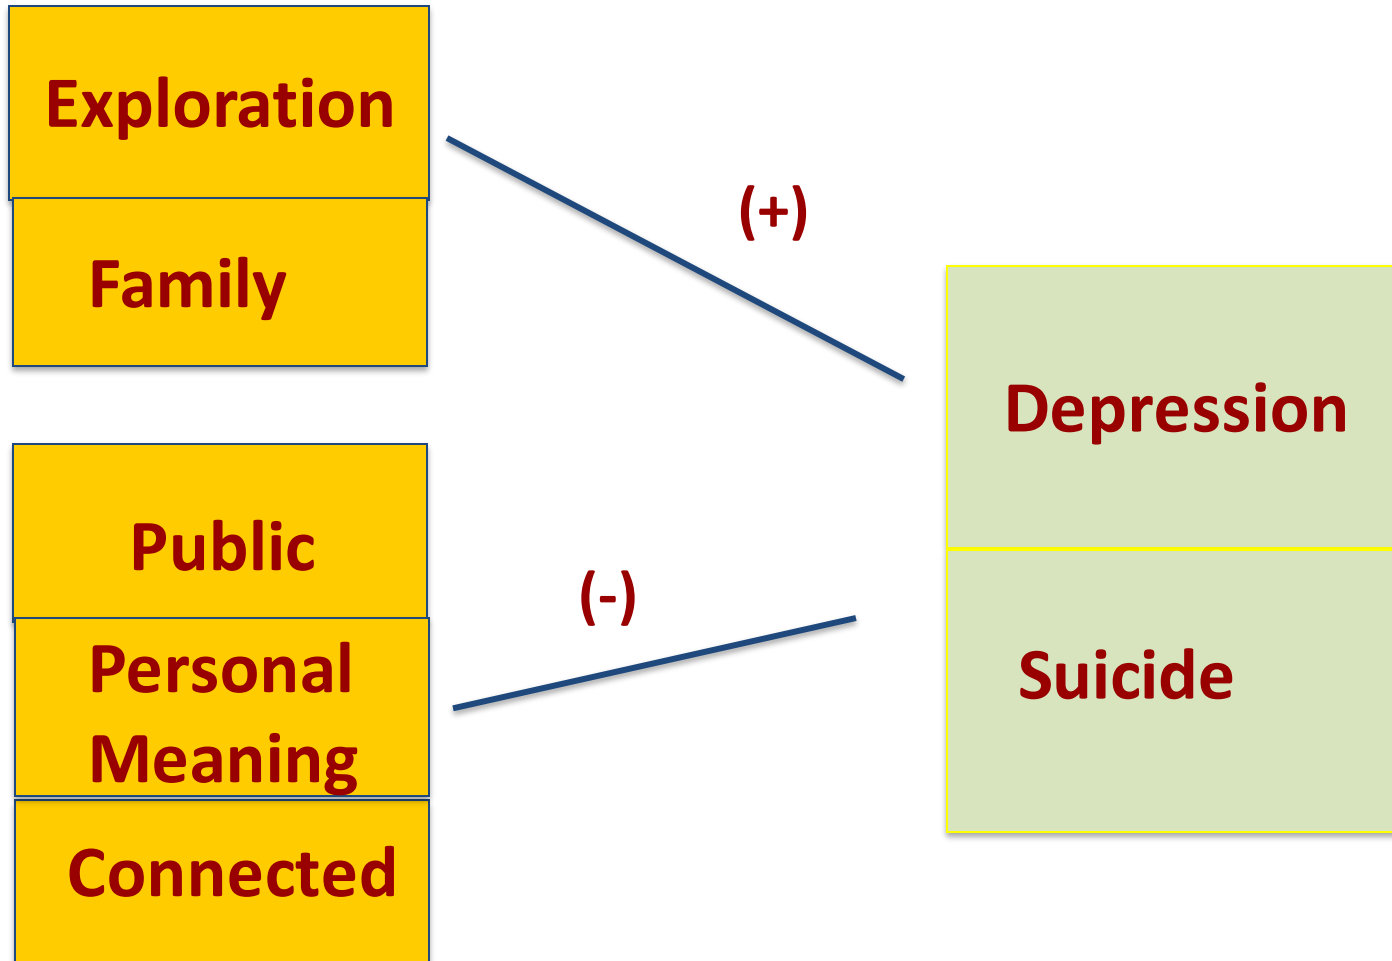 Exploration
(+)
Family
Depression
Public
(-)
Personal
Meaning
Suicide
Connected